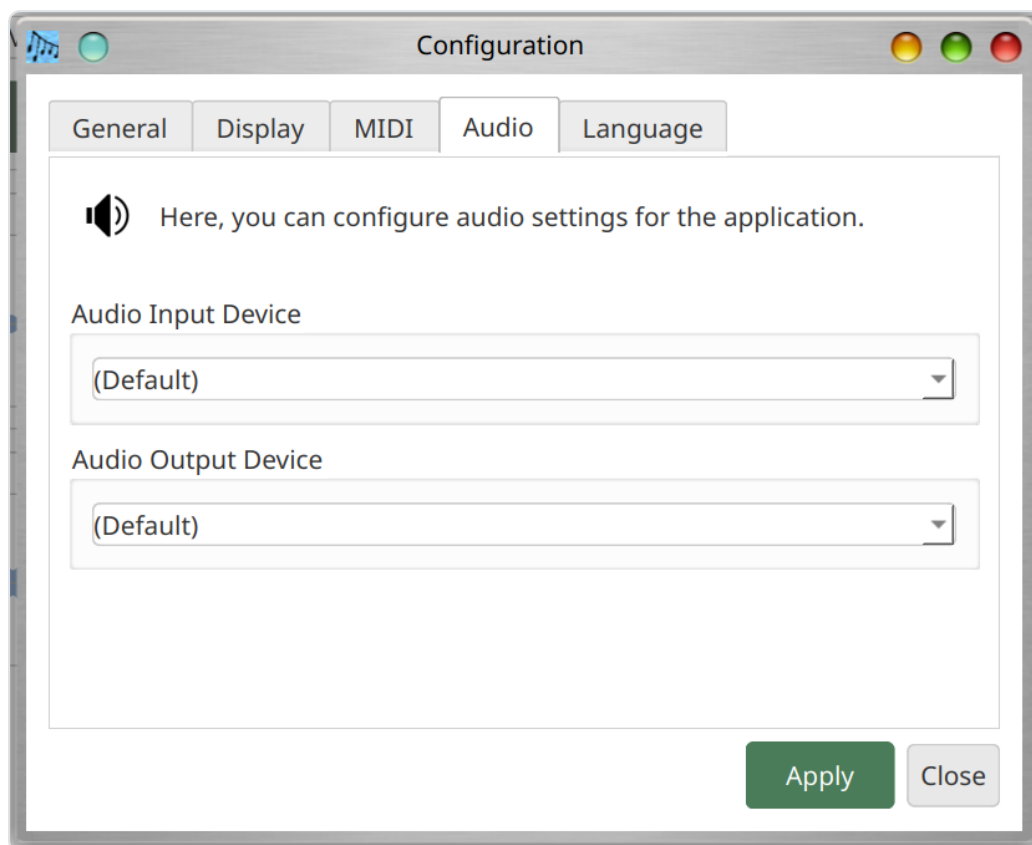 Configuration
General Display MIDI Audio Language
Here, you can configure audio settings for the application.
Audio Input Device
(Default)
Audio Output Device
(Default)
Apply Close